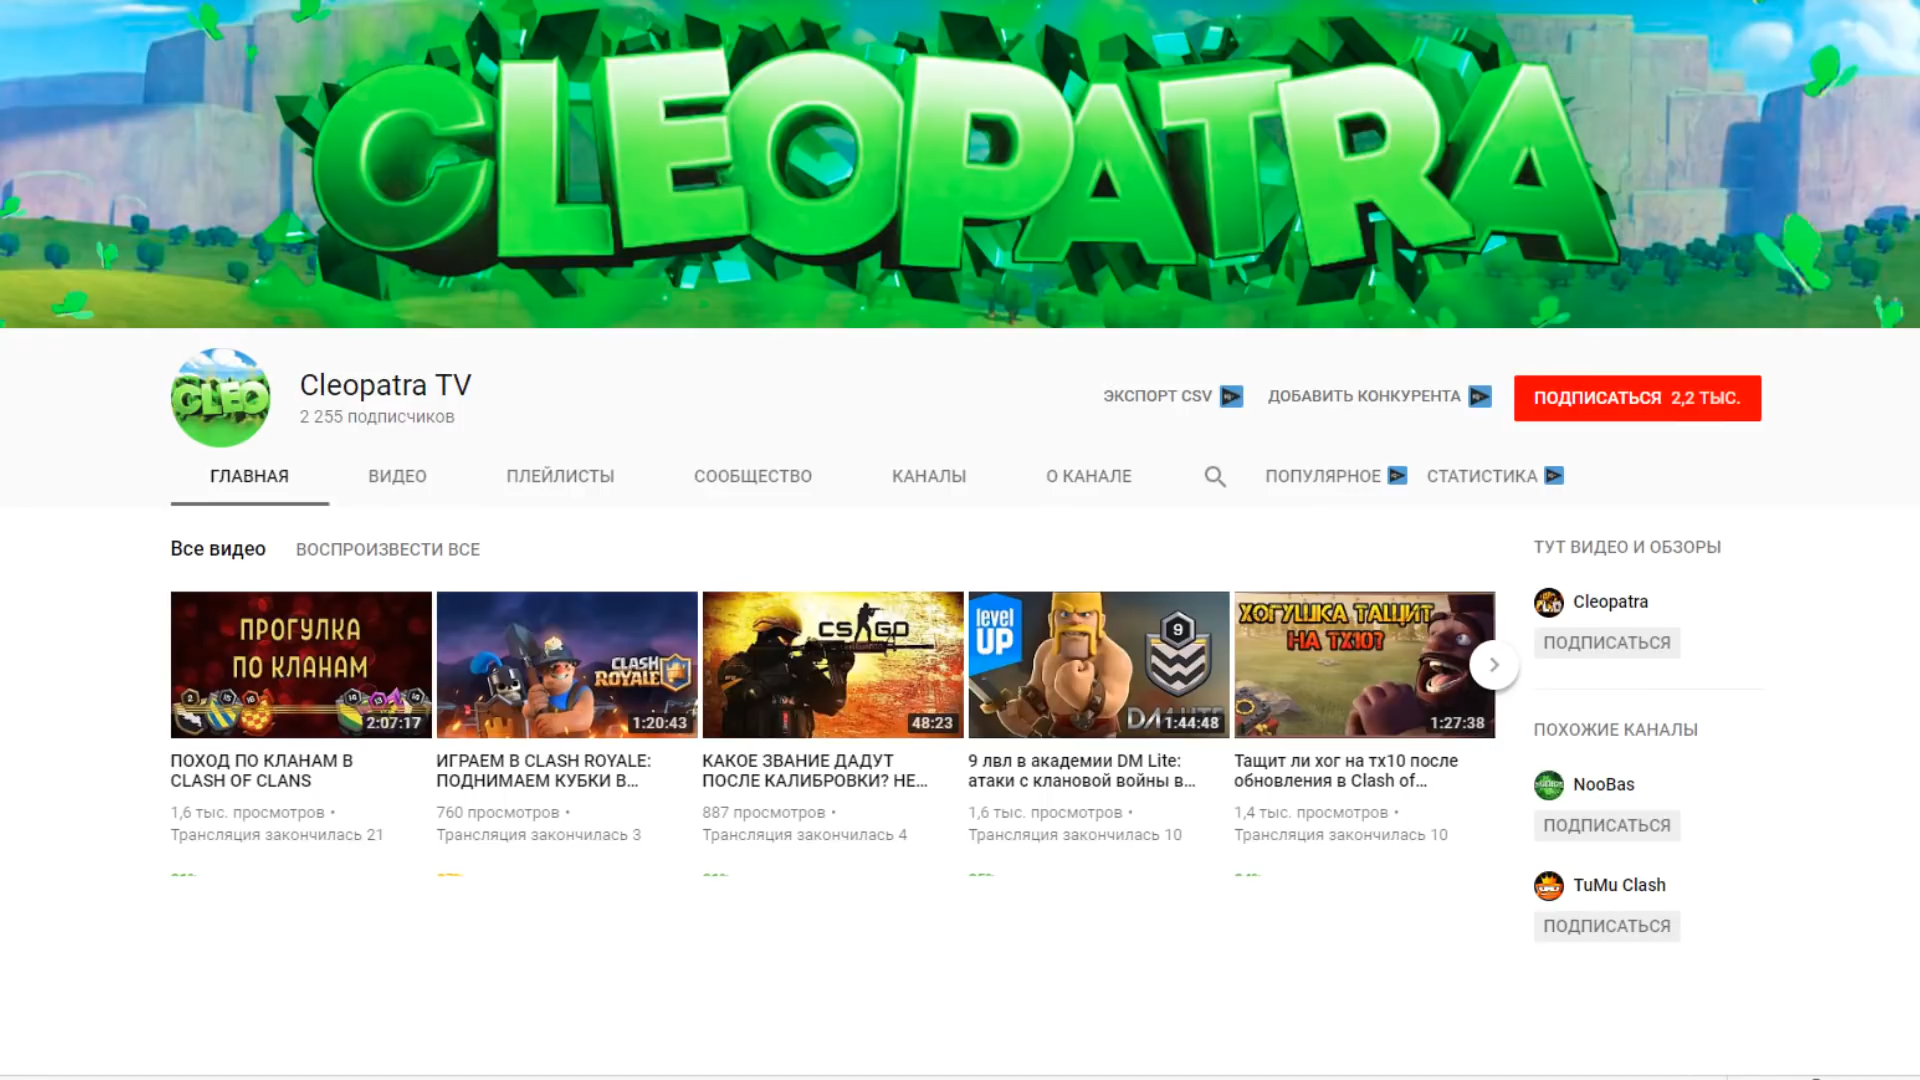 CLEOPATRA
CLEO
Cleopatra TV
2 255 подписчиков
ЭКСПОРТ CSV
ДОБАВИТЬ КОНКУРЕНТА
ПОДПИСАТЬСЯ 2,2 ТЫС.
ГЛАВНАЯ
ВИДЕО
ПЛЕЙЛИСТЫ
СООБЩЕСТВО
КАНАЛЫ
О КАНАЛЕ
ПОПУЛЯРНОЕ
СТАТИСТИКА
Все видео
ВОСПРОИЗВЕСТИ ВСЕ
ПРОГУЛКА
ПО КЛАНАМ
2:07:17
ПОХОД ПО КЛАНАМ В
CLASH OF CLANS
1,6 тыс. просмотров •
Трансляция закончилась 21
CLASH
ROYALE
1:20:43
ИГРАЕМ В CLASH ROYALE:
ПОДНИМАЕМ КУБКИ В...
760 просмотров •
Трансляция закончилась 3
CS GO
48:23
КАКОЕ ЗВАНИЕ ДАДУТ
ПОСЛЕ КАЛИБРОВКИ? НЕ...
887 просмотров •
Трансляция закончилась 4
level
UP
9
1:44:48
9 лвл в академии DM Lite:
атаки с клановой войны в...
1,6 тыс. просмотров •
Трансляция закончилась 10
ХОГУШКА ТАЩИТ
НА ТХ10?
1:27:38
Тащит ли хог на тх10 после
обновления в Clash of...
1,4 тыс. просмотров •
Трансляция закончилась 10
ТУТ ВИДЕО И ОБЗОРЫ
Cleopatra
ПОДПИСАТЬСЯ
ПОХОЖИЕ КАНАЛЫ
NooBas
ПОДПИСАТЬСЯ
TuMu Clash
ПОДПИСАТЬСЯ